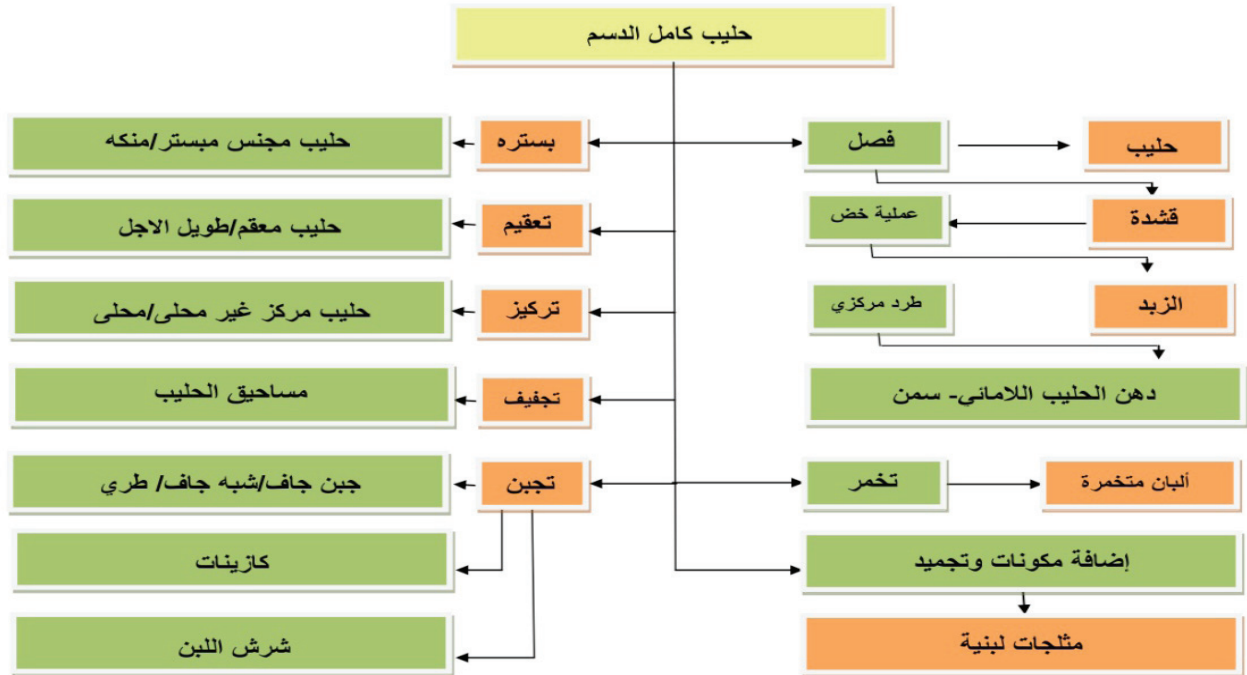 حليب كامل الدسم
فصل
حليب
قشدة
عملية خض
الزبد
طرد مركزي
دهن الحليب اللامائي- سمن
تخمر
ألبان متخمرة
إضافة مكونات وتجميد
مثلجات لبنية
بستره
حليب مجنس مبستر/منكه
تعقيم
حليب معقم/طويل الاجل
تركيز
حليب مركز غير محلى/محلى
تجفيف
مساحيق الحليب
تجبن
جبن جاف/شبه جاف/ طري
كازينات
شرش اللبن